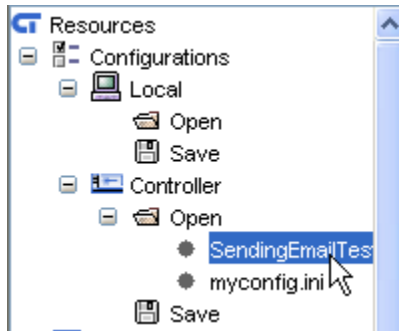 Resources
Configurations
Local
Open
Save
Controller
Open
SendingEmailTes
myconfig.ini
Save